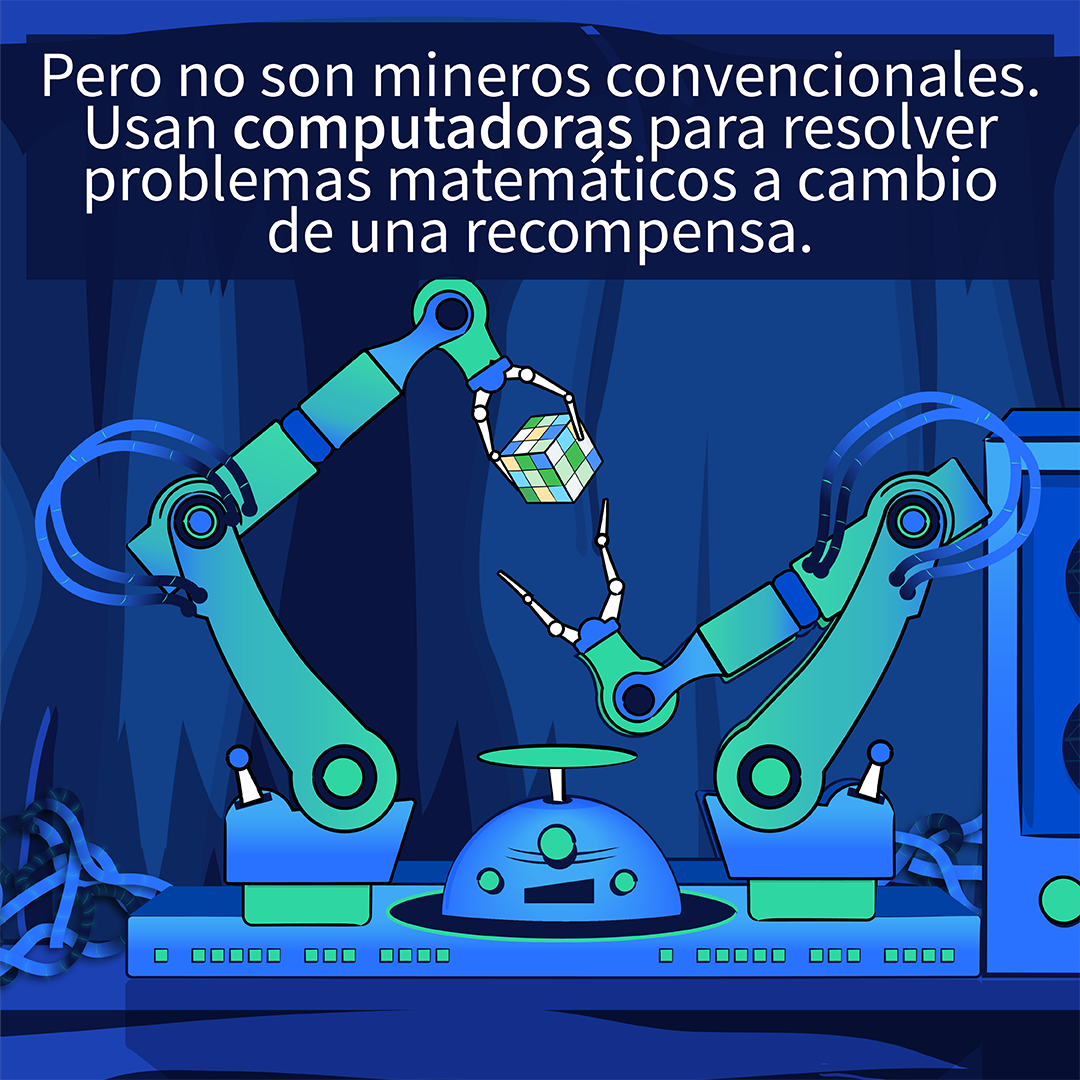 Pero no son mineros convencionales.
Usan computadoras para resolver
problemas matemáticos a cambio
de una recompensa.